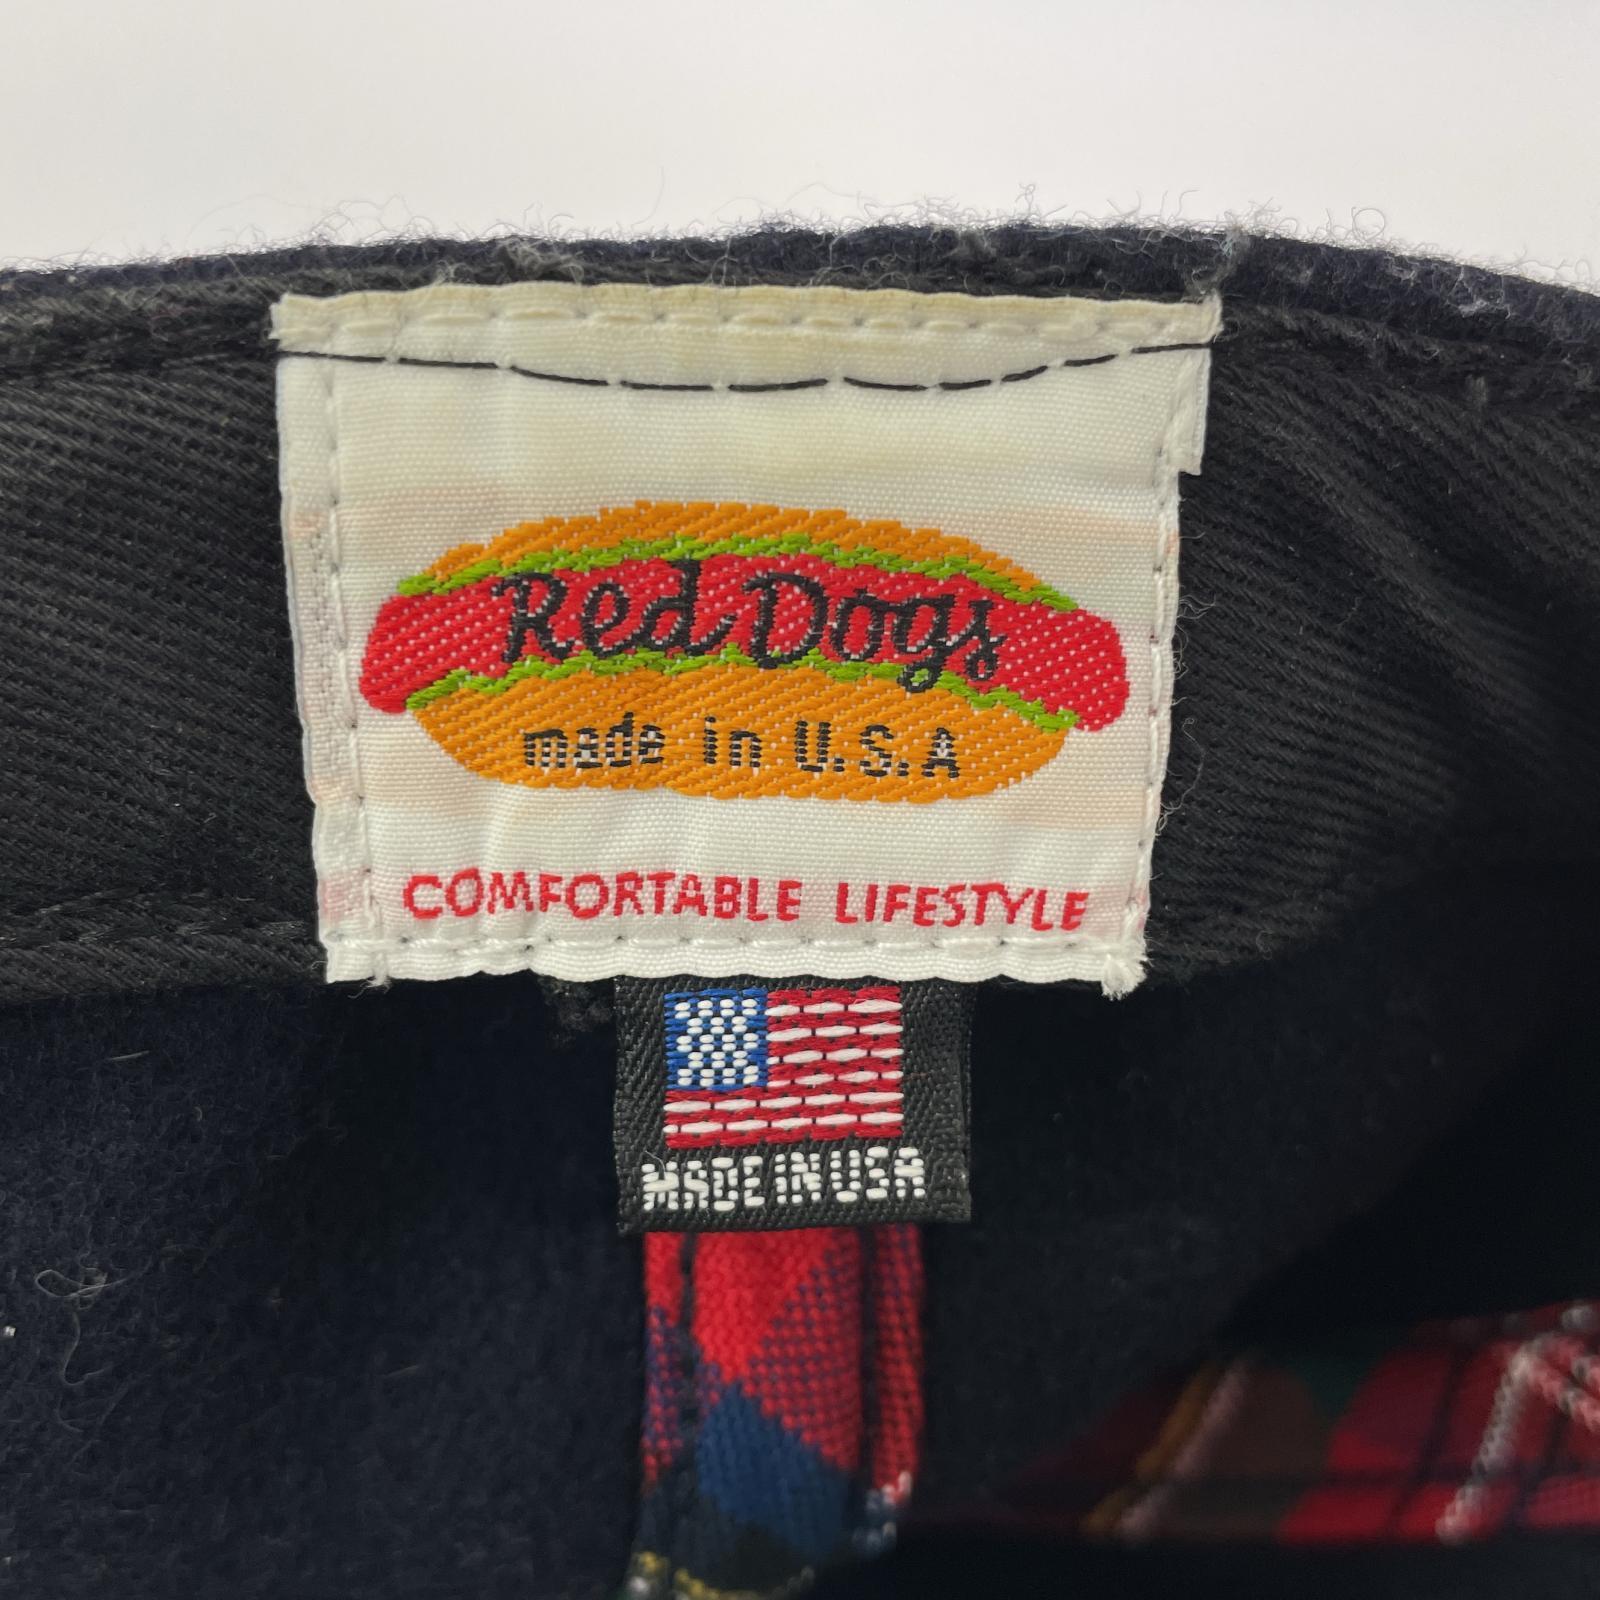 Red Dogs
made in U.S.A
COMFORTABLE LIFESTYLE
MADE IN USA